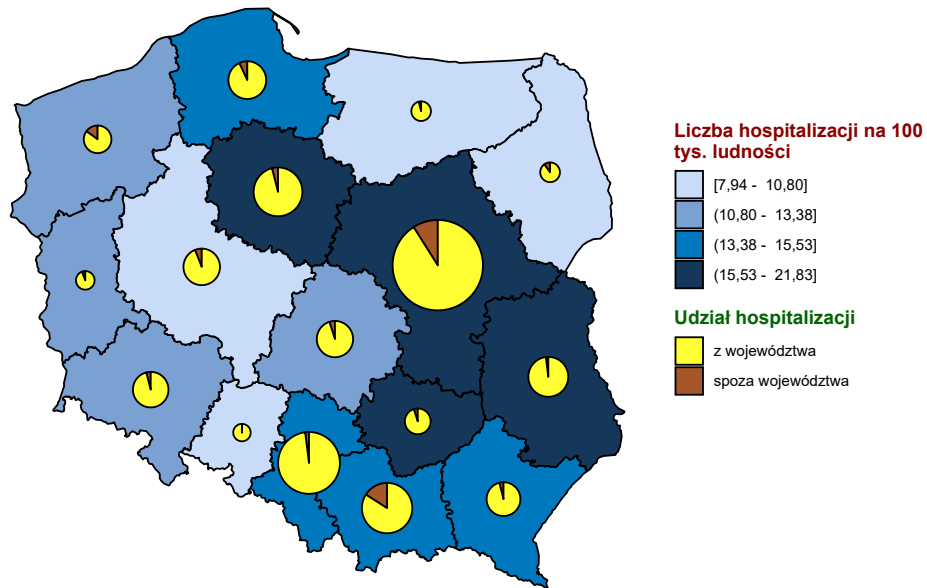 Liczba hospitalizacji na 100
tys. ludności
[7,94 - 10,80]
(10,80 - 13,38]
(13,38 - 15,53]
(15,53 - 21,83]
Udział hospitalizacji
z województwa
spoza województwa